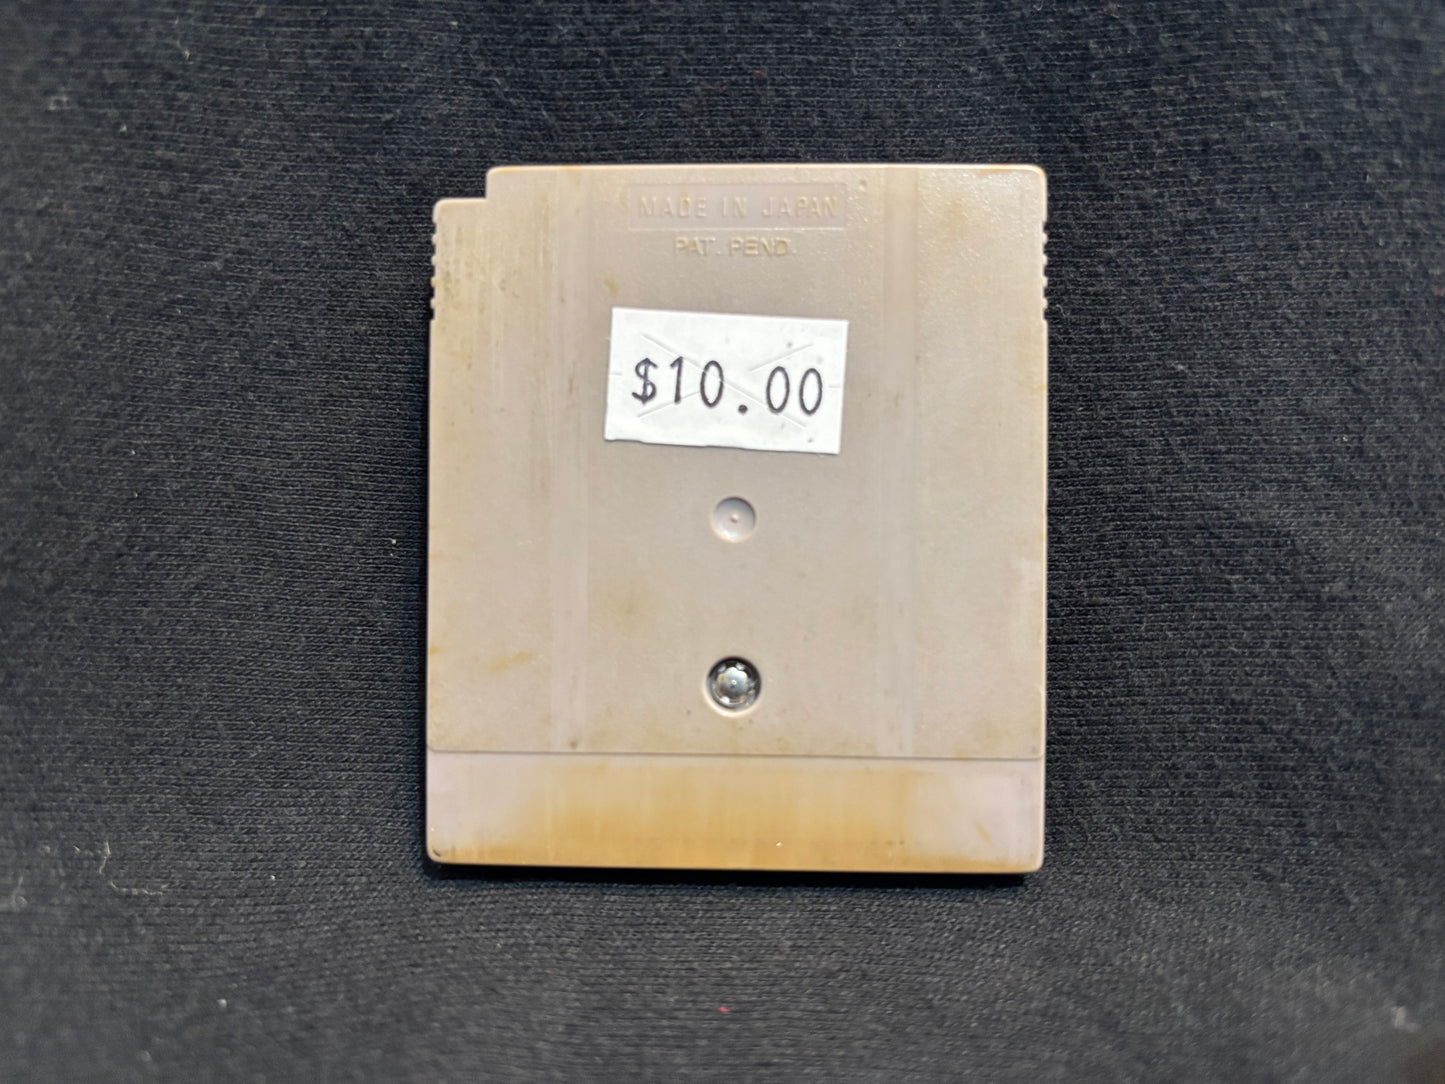 MADE IN JAPAN
PAT. PEND.
$10.00